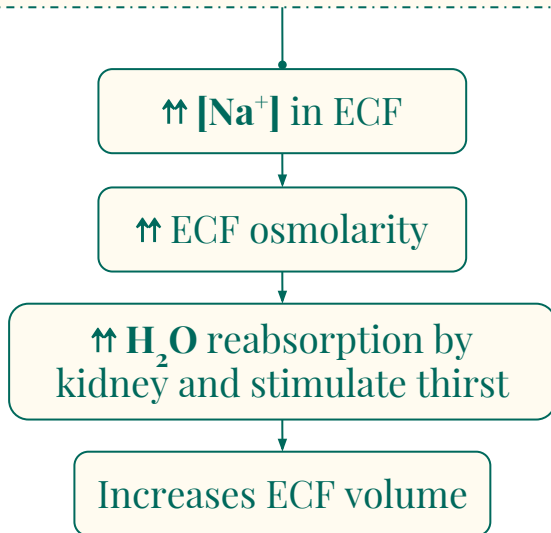 ⇈ [Na⁺] in ECF
⇈ ECF osmolarity
⇈ H₂O reabsorption by
kidney and stimulate thirst
Increases ECF volume